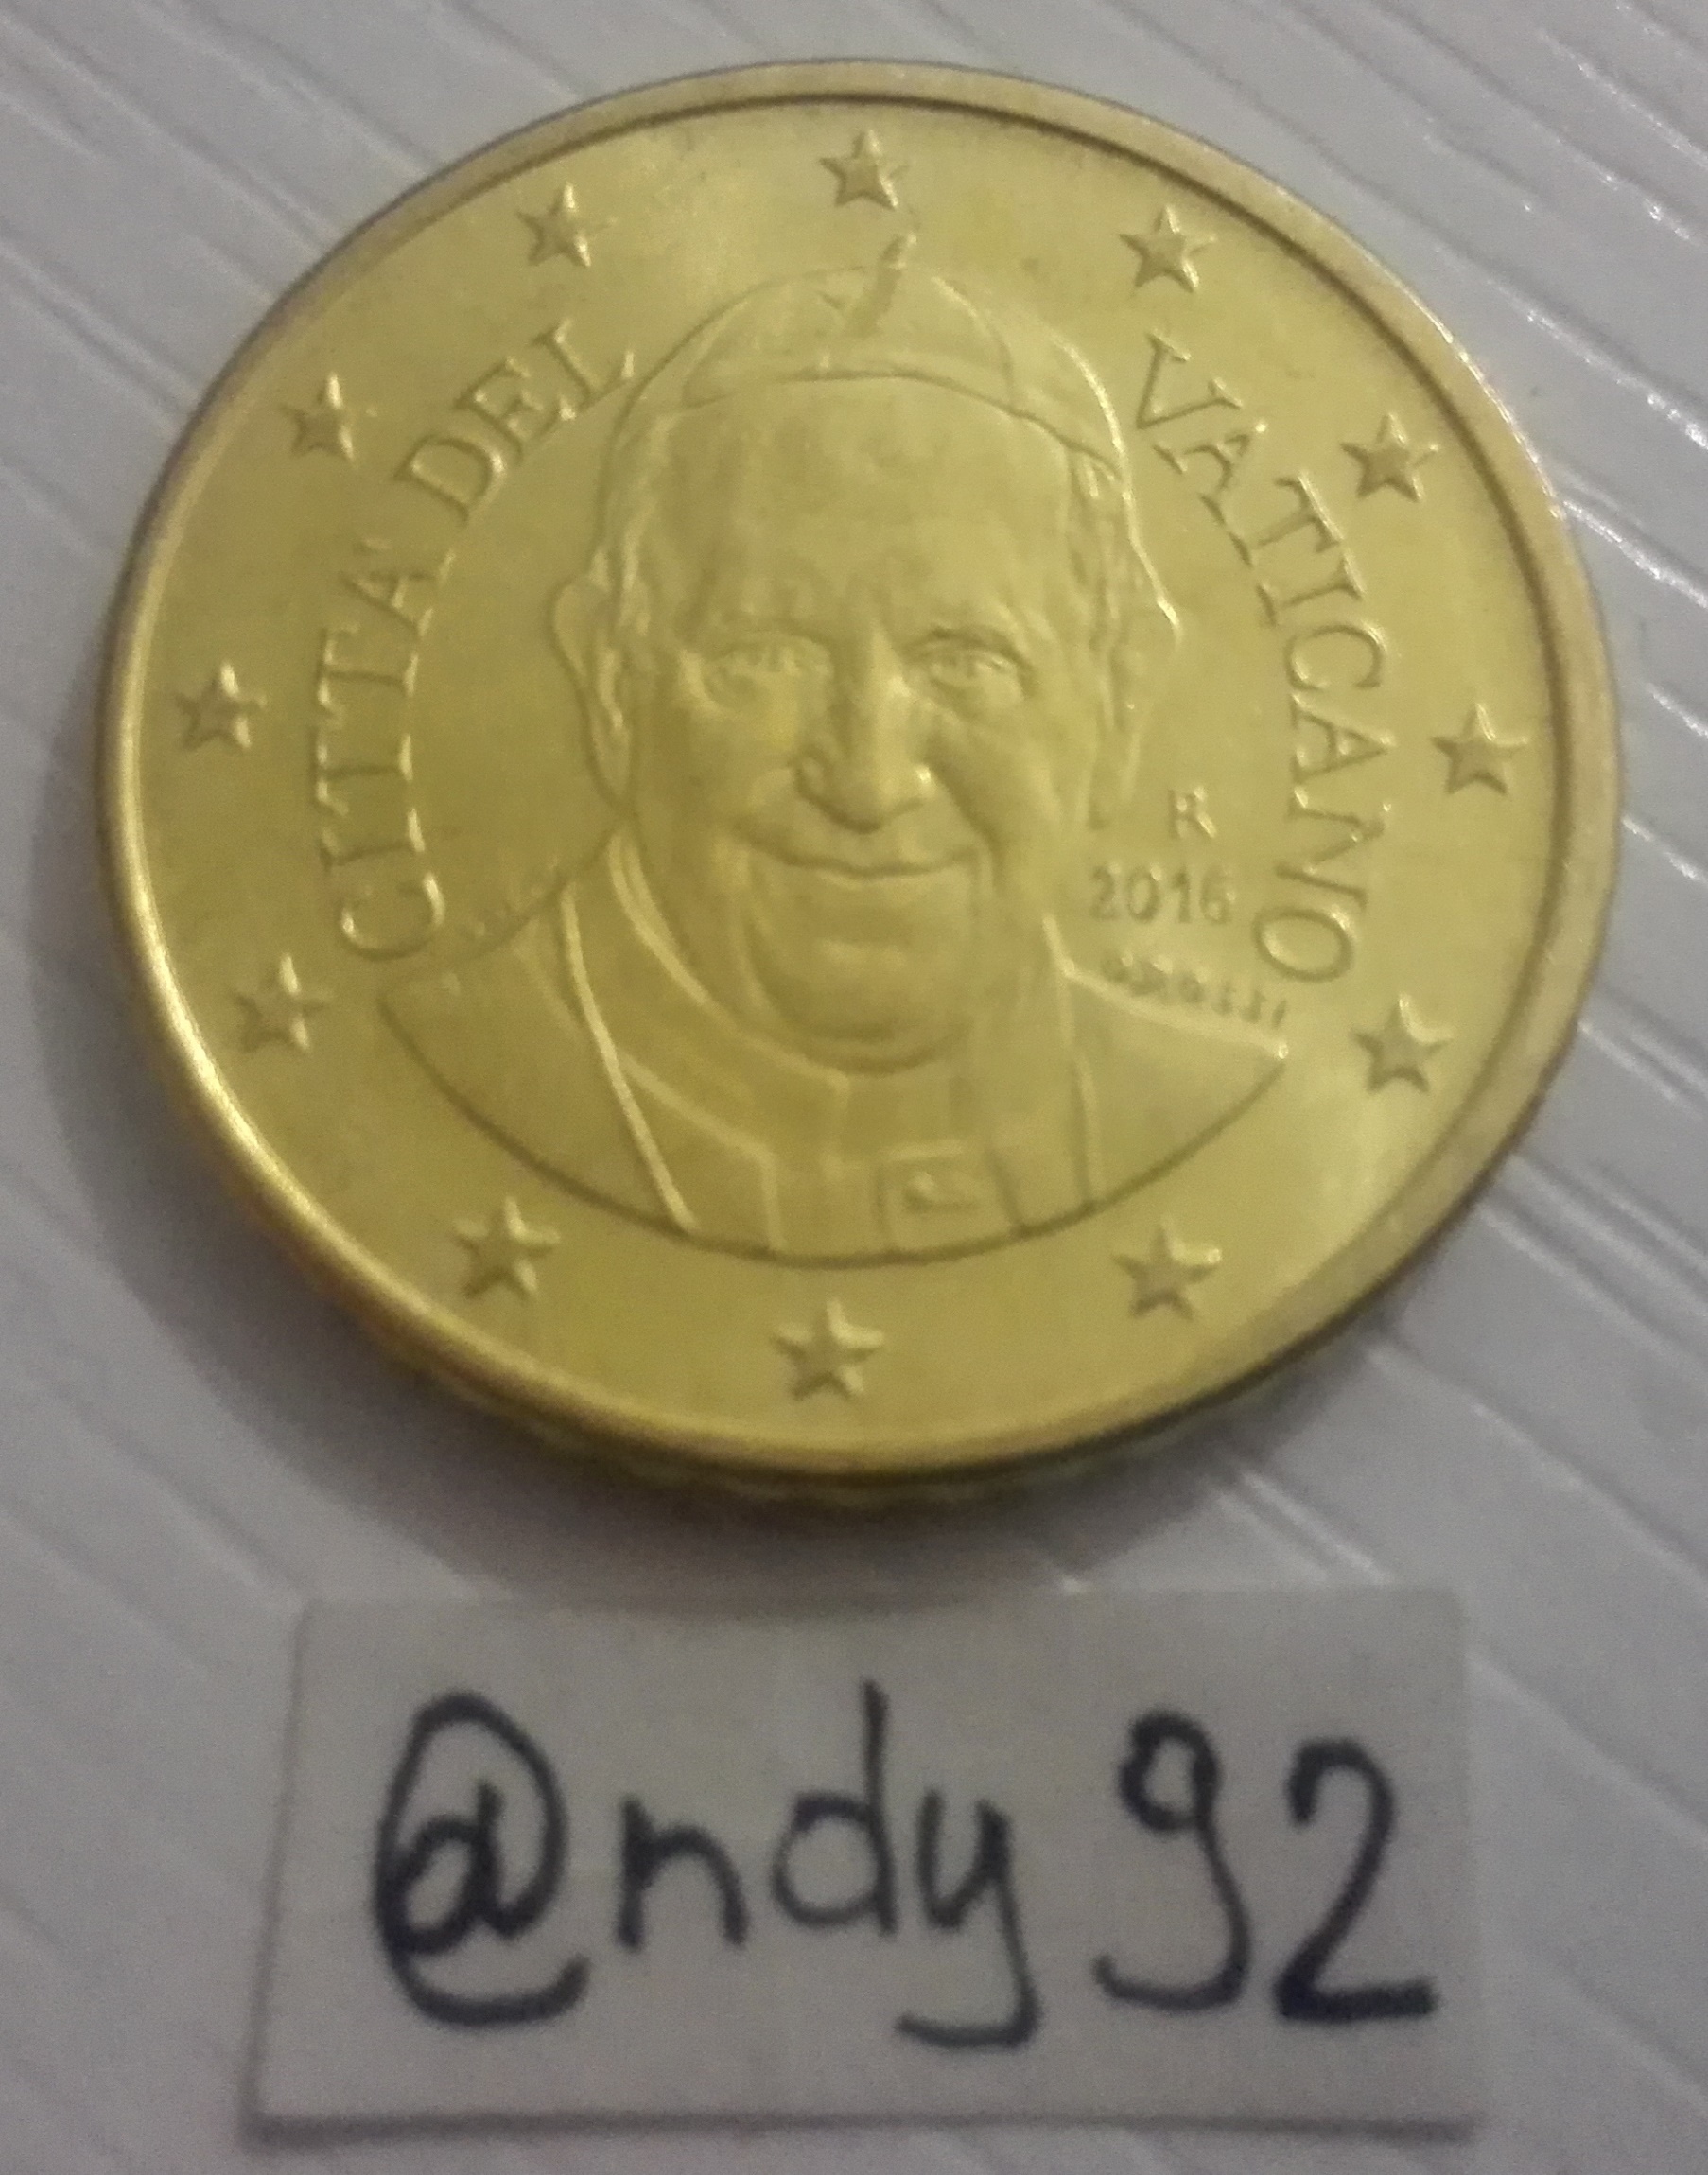 CITTA' DEL VATICANO
R
2016
@ndy92